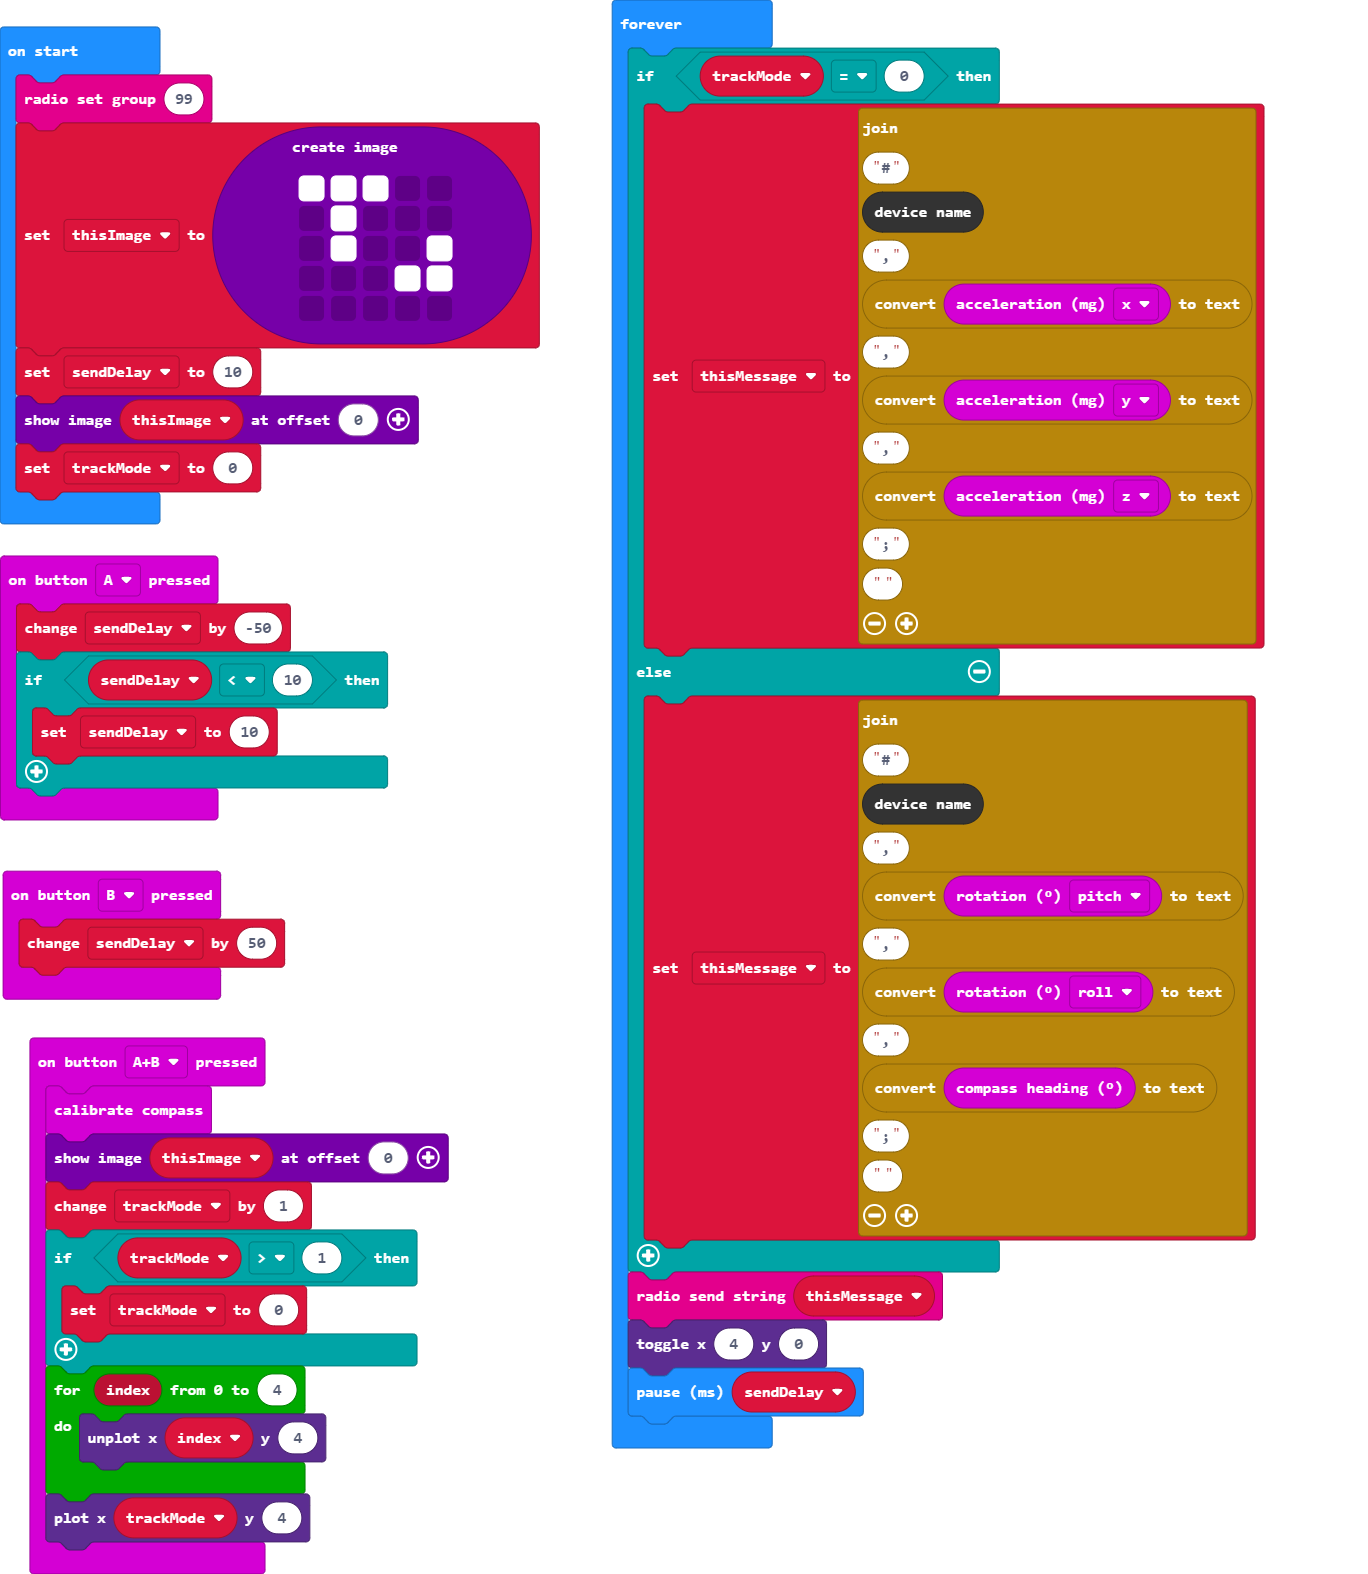 on start
radio set group 99
create image
set thisImage to
set sendDelay to 10
show image thisImage at offset 0
set trackMode to 0
on button A pressed
change sendDelay by -50
if sendDelay < 10 then
set sendDelay to 10
on button B pressed
change sendDelay by 50
on button A+B pressed
calibrate compass
show image thisImage at offset 0
change trackMode by 1
if trackMode > 1 then
set trackMode to 0
for index from 0 to 4
do
unplot x index y 4
plot x trackMode y 4
forever
if trackMode = 0 then
join
"#"
device name
","
convert acceleration (mg) x to text
","
set thisMessage to
convert acceleration (mg) y to text
","
convert acceleration (mg) z to text
";"
" "
else
join
"#"
device name
","
convert rotation (º) pitch to text
","
set thisMessage to
convert rotation (º) roll to text
","
convert compass heading (º) to text
";"
" "
radio send string thisMessage
toggle x 4 y 0
pause (ms) sendDelay